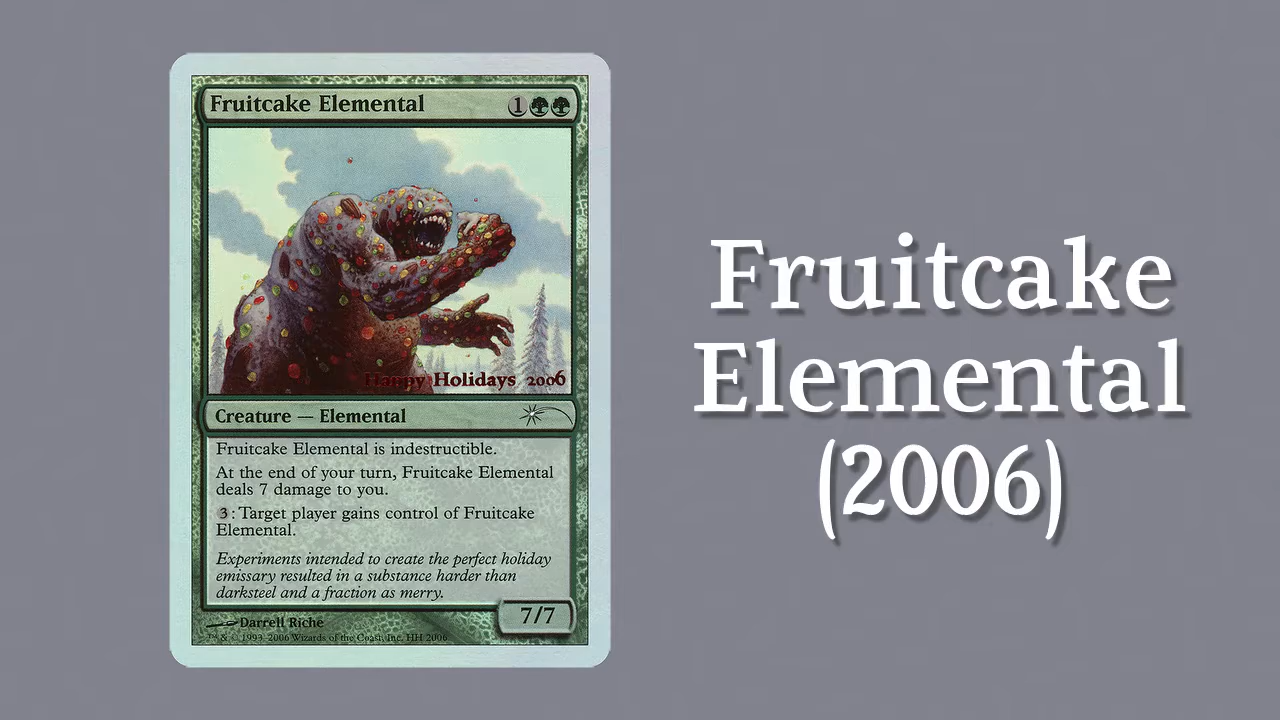 Fruitcake Elemental
1
Happy Holidays 2006
Creature — Elemental
Fruitcake Elemental is indestructible.
At the end of your turn, Fruitcake Elemental
deals 7 damage to you.
3: Target player gains control of Fruitcake
Elemental.
Experiments intended to create the perfect holiday
emissary resulted in a substance harder than
darksteel and a fraction as merry.
7/7
Darrell Riche
™ & © 1993–2006 Wizards of the Coast, Inc. HH 2006
Fruitcake
Elemental
(2006)